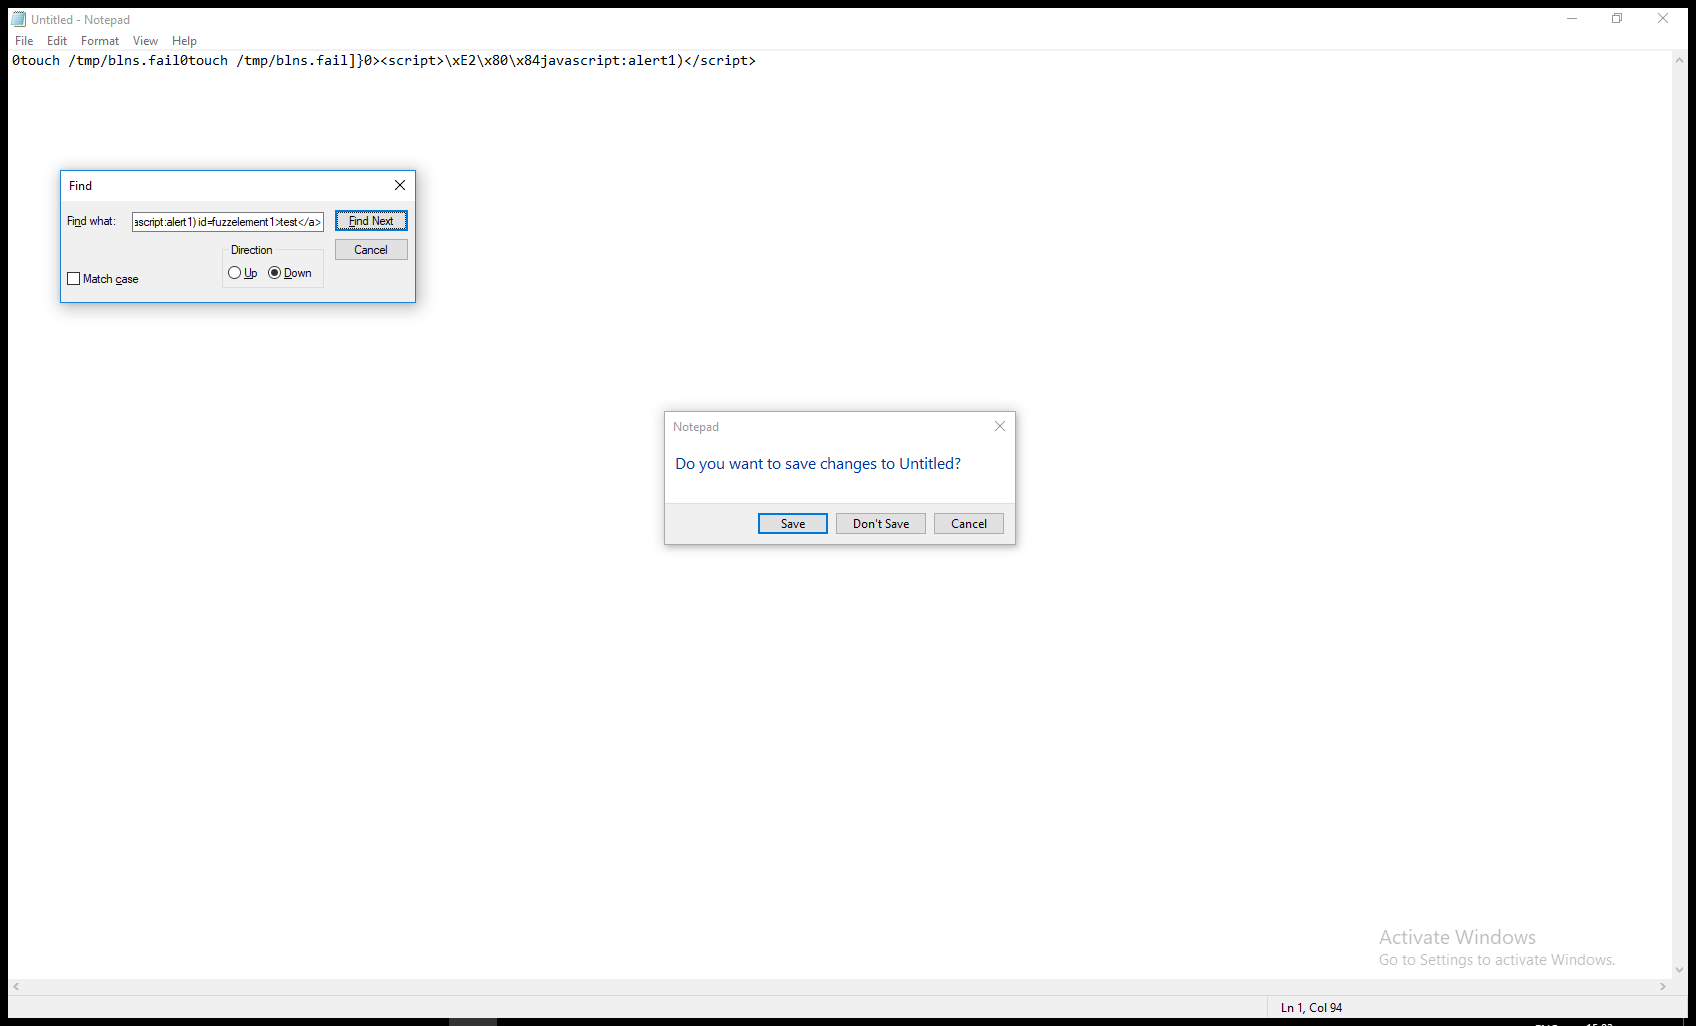 Untitled - Notepad
File Edit Format View Help
0touch /tmp/blns.fail0touch /tmp/blns.fail]}0><script>\xE2\x80\x84javascript:alert1)</script>
Find
Find what: ascript:alert1) id=fuzzelement1>test</a> Find Next
Direction Cancel
Up Down
Match case
Notepad
Do you want to save changes to Untitled?
Save Don't Save Cancel
Activate Windows
Go to Settings to activate Windows.
Ln 1, Col 94